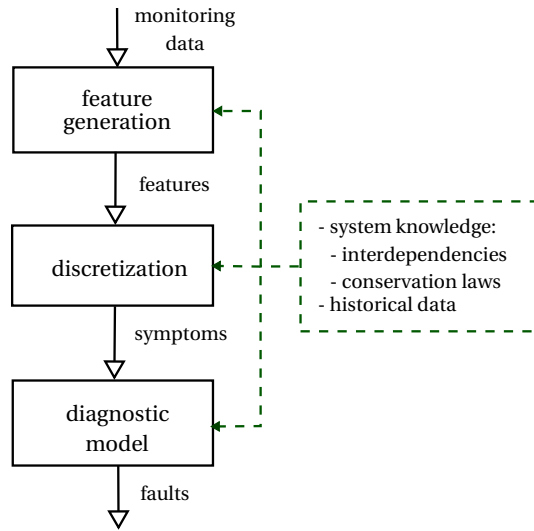 monitoring
data
feature
generation
features
discretization
- system knowledge:
- interdependencies
- conservation laws
- historical data
symptoms
diagnostic
model
faults